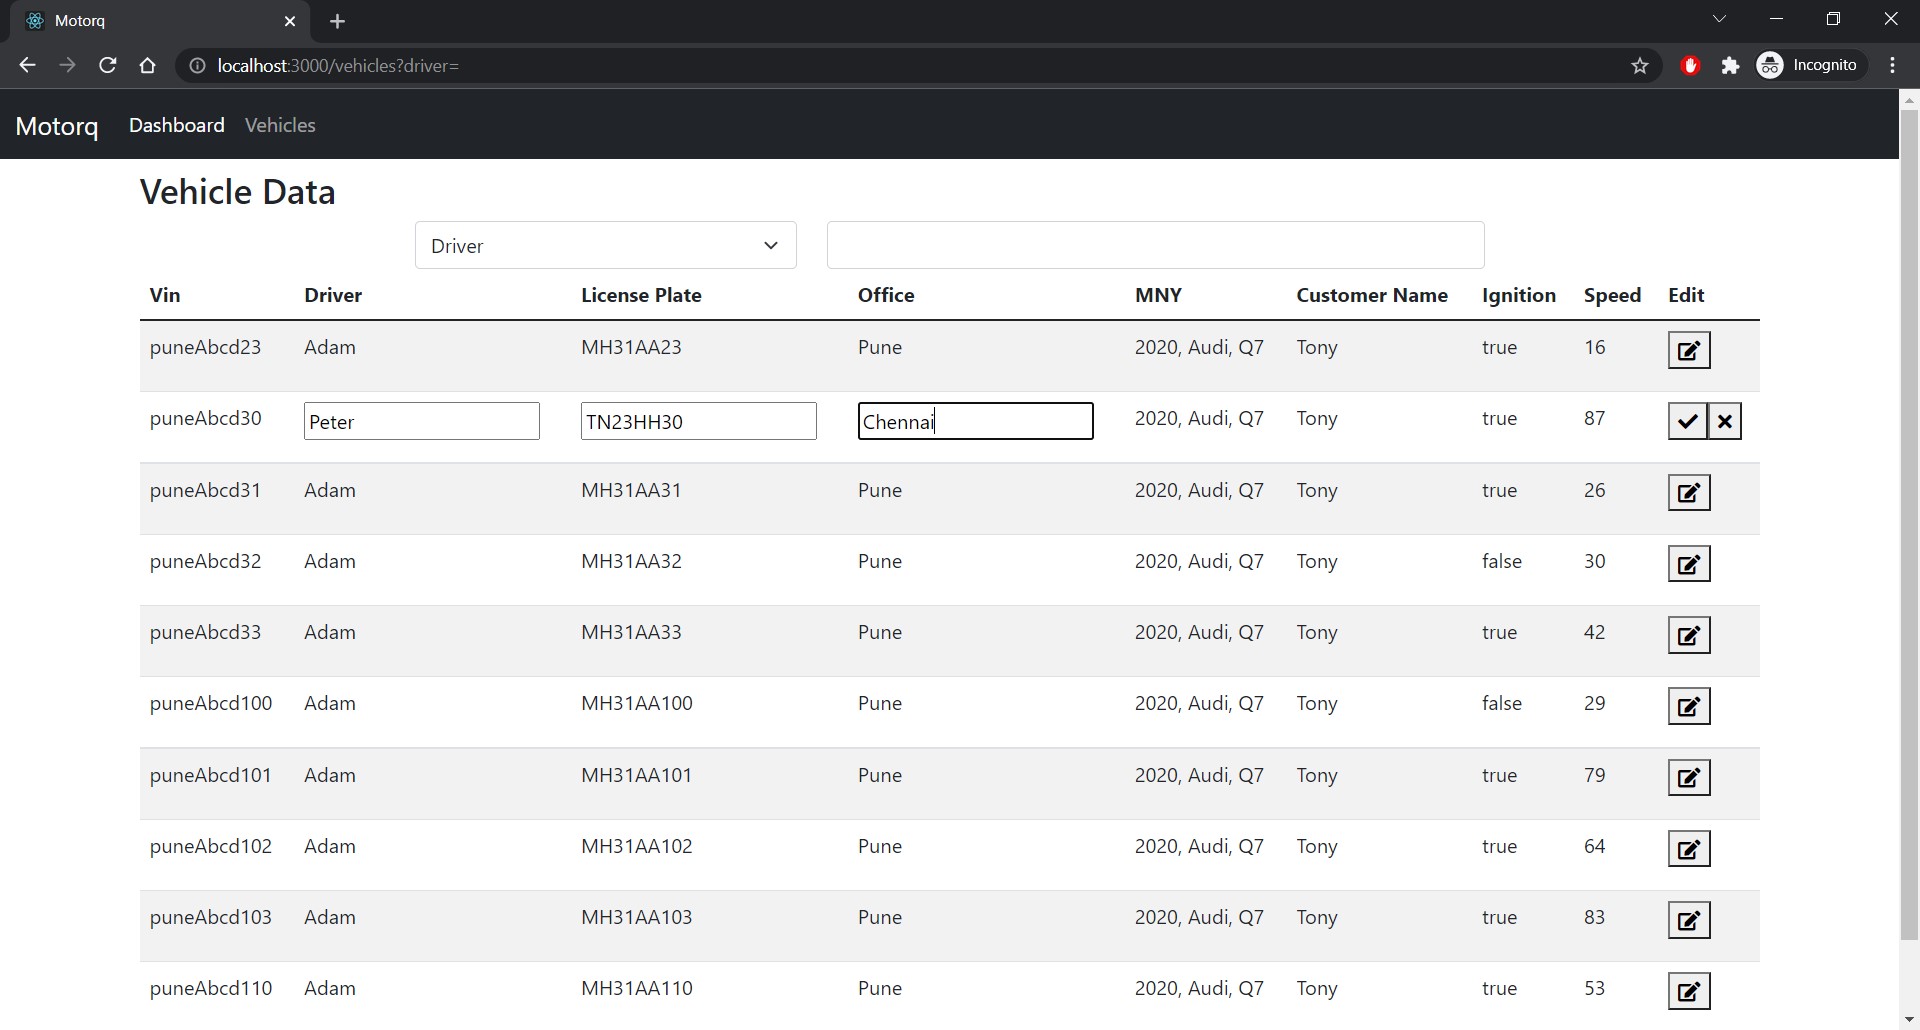 Motorq
localhost:3000/vehicles?driver=
Incognito
Motorq Dashboard Vehicles
Vehicle Data
Driver
Vin Driver License Plate Office MNY Customer Name Ignition Speed Edit
puneAbcd23 Adam MH31AA23 Pune 2020, Audi, Q7 Tony true 16
puneAbcd30 Peter TN23HH30 Chennai 2020, Audi, Q7 Tony true 87
puneAbcd31 Adam MH31AA31 Pune 2020, Audi, Q7 Tony true 26
puneAbcd32 Adam MH31AA32 Pune 2020, Audi, Q7 Tony false 30
puneAbcd33 Adam MH31AA33 Pune 2020, Audi, Q7 Tony true 42
puneAbcd100 Adam MH31AA100 Pune 2020, Audi, Q7 Tony false 29
puneAbcd101 Adam MH31AA101 Pune 2020, Audi, Q7 Tony true 79
puneAbcd102 Adam MH31AA102 Pune 2020, Audi, Q7 Tony true 64
puneAbcd103 Adam MH31AA103 Pune 2020, Audi, Q7 Tony true 83
puneAbcd110 Adam MH31AA110 Pune 2020, Audi, Q7 Tony true 53